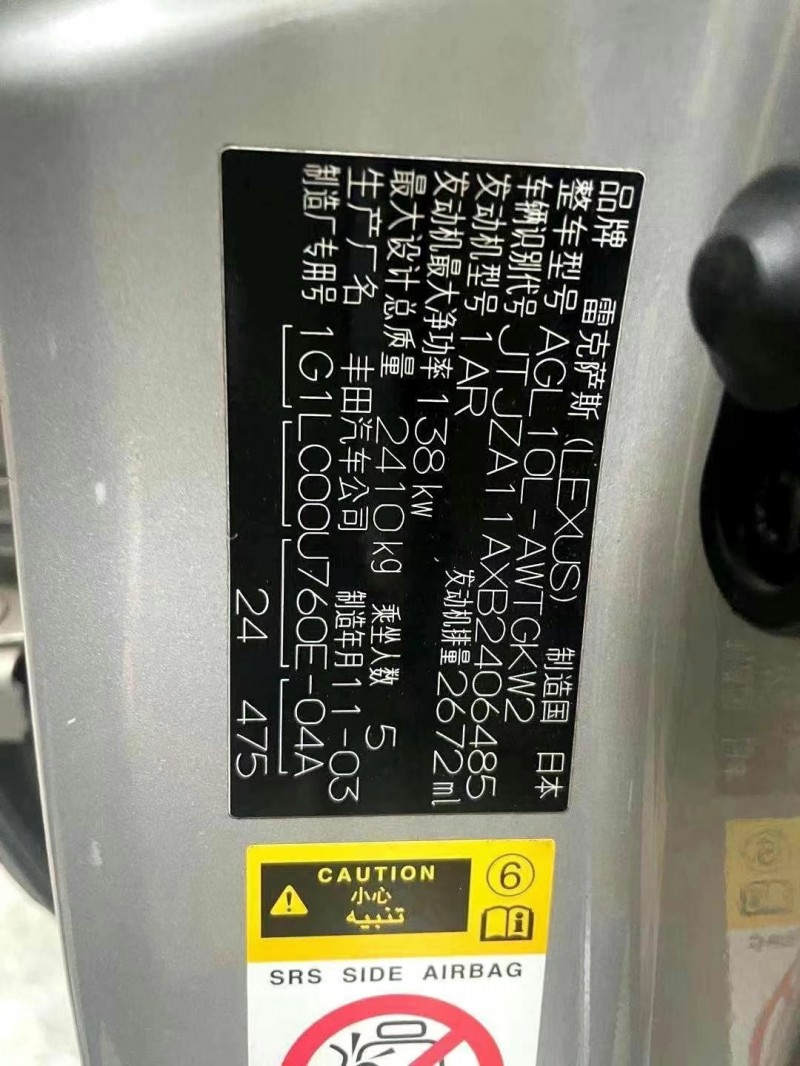 品牌 雷克萨斯(LEXUS) 制造国 日本
整车型号 AGL10L-AWTGKW2
车辆识别代号 JTJZA11AXB2406485
发动机型号 1AR 发动机排量 2672ml
发动机最大净功率 138kw
最大设计总质量 2410kg 乘坐人数 5
生产厂名 丰田汽车公司 制造年月 11-03
制造厂专用号 1G1LC00U760E-04A
24 475
CAUTION
小心
تنبيه
6
i
SRS SIDE AIRBAG